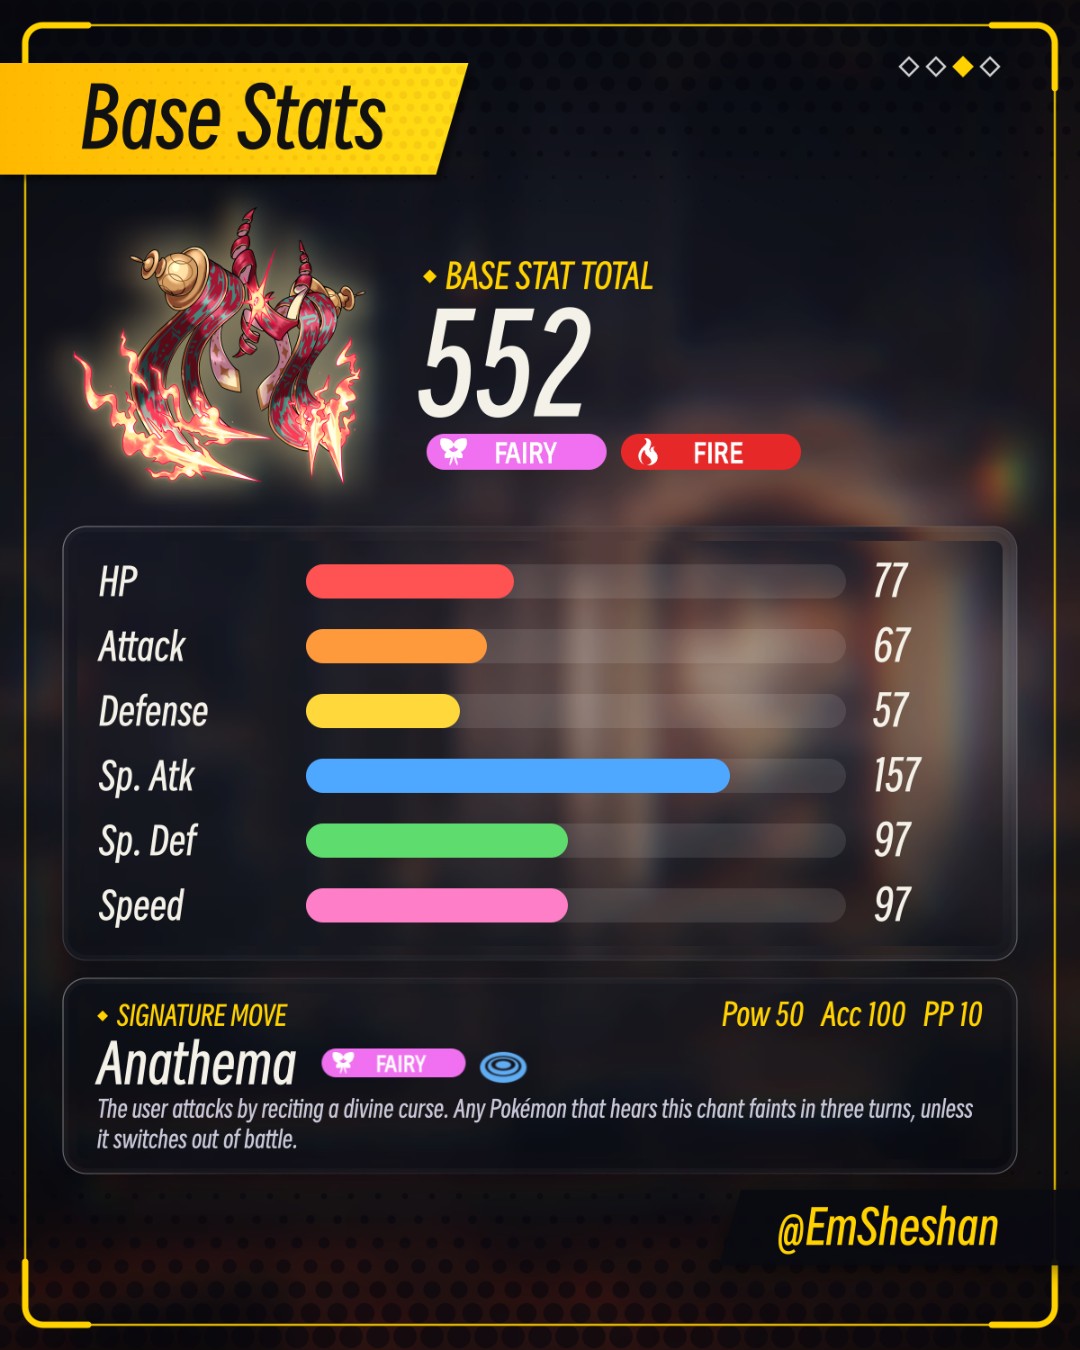 Base Stats
BASE STAT TOTAL
552
FAIRY FIRE
HP 77
Attack 67
Defense 57
Sp. Atk 157
Sp. Def 97
Speed 97
SIGNATURE MOVE Pow 50 Acc 100 PP 10
Anathema FAIRY
The user attacks by reciting a divine curse. Any Pokémon that hears this chant faints in three turns, unless
it switches out of battle.
@EmSheshan